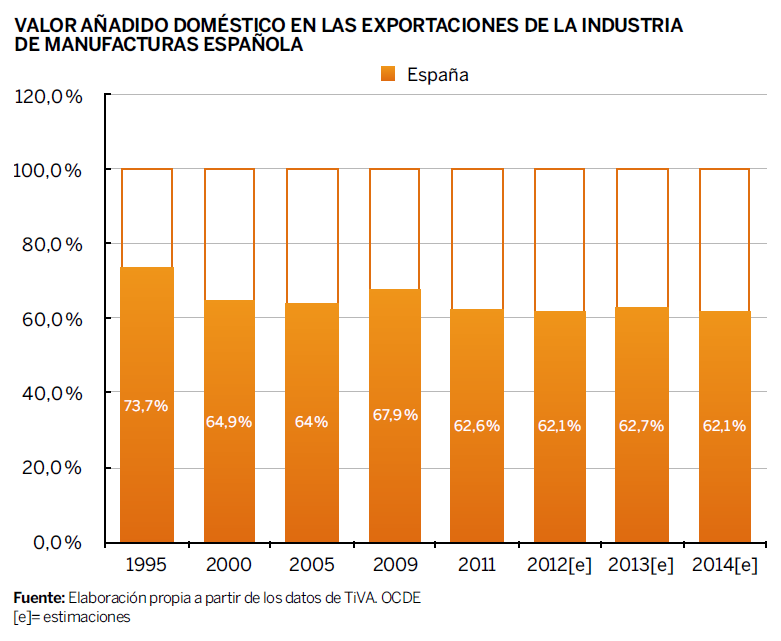 VALOR AÑADIDO DOMÉSTICO EN LAS EXPORTACIONES DE LA INDUSTRIA
DE MANUFACTURAS ESPAÑOLA
España
120,0%
100,0%
80,0%
60,0%
40,0%
20,0%
0,0%
73,7%
64,9%
64%
67,9%
62,6%
62,1%
62,7%
62,1%
1995
2000
2005
2009
2011
2012[e]
2013[e]
2014[e]
Fuente: Elaboración propia a partir de los datos de TiVA. OCDE
[e]= estimaciones